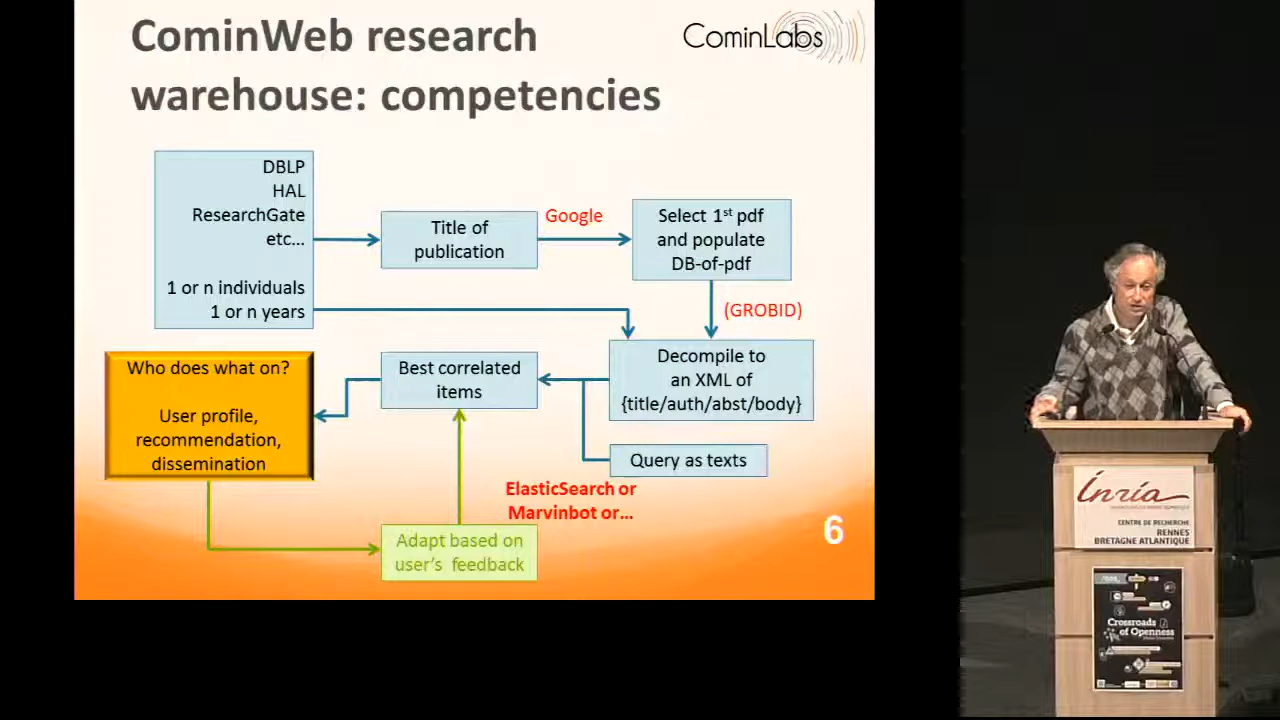 CominWeb research
warehouse: competencies
CominLabs
DBLP
HAL
ResearchGate
etc...
1 or n individuals
1 or n years
Title of
publication
Google
Select 1st pdf
and populate
DB-of-pdf
(GROBID)
Who does what on?
User profile,
recommendation,
dissemination
Best correlated
items
Decompile to
an XML of
{title/auth/abst/body}
Query as texts
ElasticSearch or
Marvinbot or...
Adapt based on
user's feedback
6
Inria
CENTRE DE RECHERCHE
RENNES
BRETAGNE ATLANTIQUE
Crossroads
of Openness